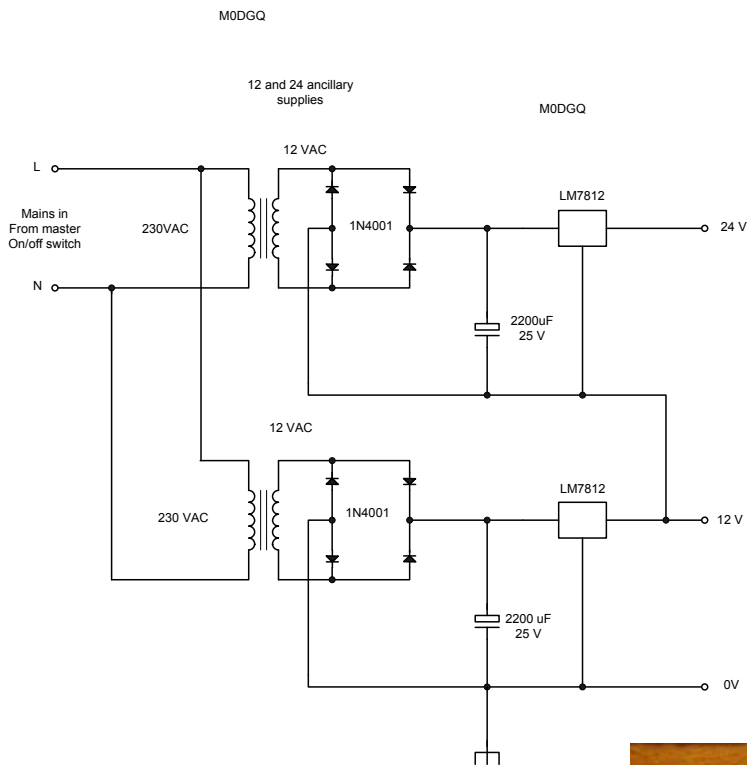 M0DGQ
12 and 24 ancillary
supplies
M0DGQ
12 VAC
L
LM7812
Mains in
From master
On/off switch
230VAC
1N4001
24 V
N
2200uF
25 V
12 VAC
LM7812
230 VAC
1N4001
12 V
2200 uF
25 V
0V